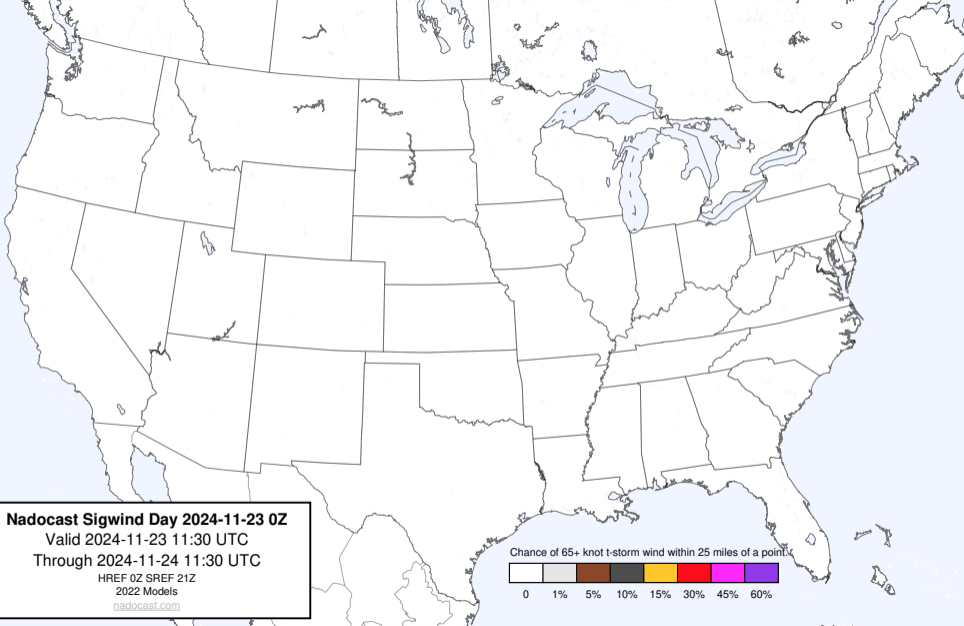 Nadocast Sigwind Day 2024-11-23 0Z
Valid 2024-11-23 11:30 UTC
Through 2024-11-24 11:30 UTC
HREF 0Z SREF 21Z
2022 Models
nadocast.com
Chance of 65+ knot t-storm wind within 25 miles of a point.
0 1% 5% 10% 15% 30% 45% 60%